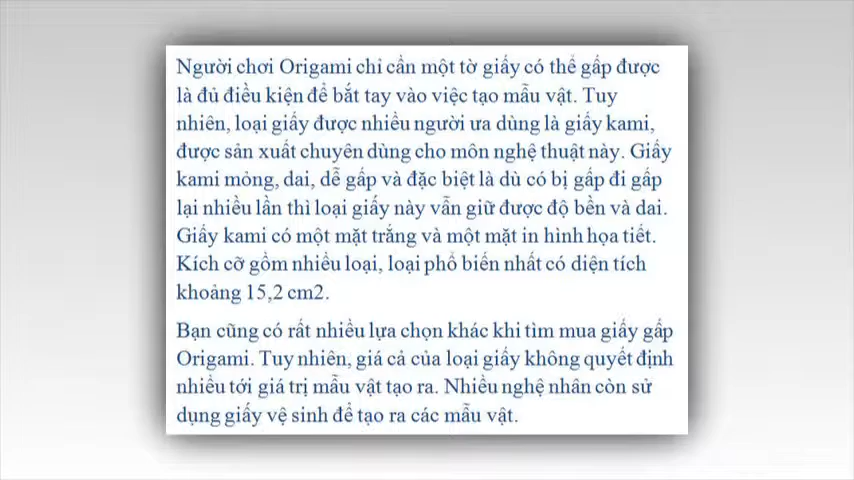 Người chơi Origami chỉ cần một tờ giấy có thể gấp được
là đủ điều kiện để bắt tay vào việc tạo mẫu vật. Tuy
nhiên, loại giấy được nhiều người ưa dùng là giấy kami,
được sản xuất chuyên dùng cho môn nghệ thuật này. Giấy
kami mỏng, dai, dễ gấp và đặc biệt là dù có bị gấp đi gấp
lại nhiều lần thì loại giấy này vẫn giữ được độ bền và dai.
Giấy kami có một mặt trắng và một mặt in hình họa tiết.
Kích cỡ gồm nhiều loại, loại phổ biến nhất có diện tích
khoảng 15,2 cm2.
Bạn cũng có rất nhiều lựa chọn khác khi tìm mua giấy gấp
Origami. Tuy nhiên, giá cả của loại giấy không quyết định
nhiều tới giá trị mẫu vật tạo ra. Nhiều nghệ nhân còn sử
dụng giấy vệ sinh để tạo ra các mẫu vật.